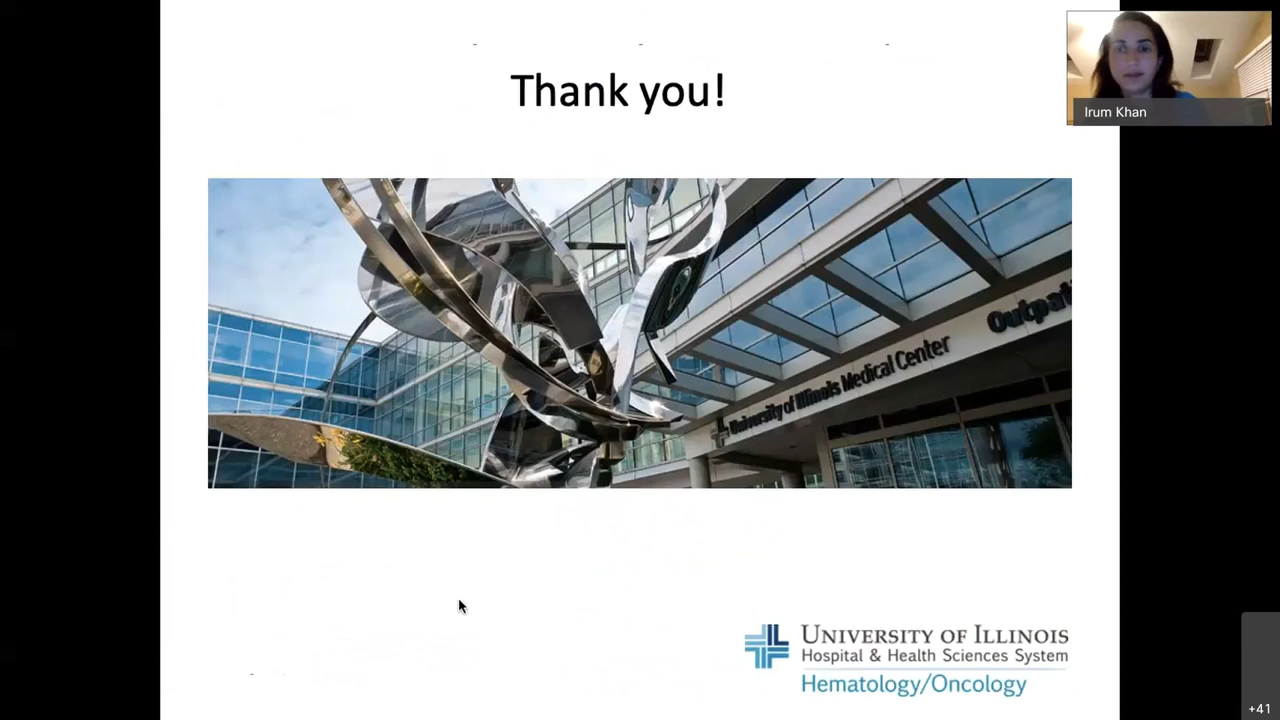 Thank you!
Irum Khan
Outpat
University of Illinois Medical Center
UNIVERSITY OF ILLINOIS
Hospital & Health Sciences System
Hematology/Oncology
+41